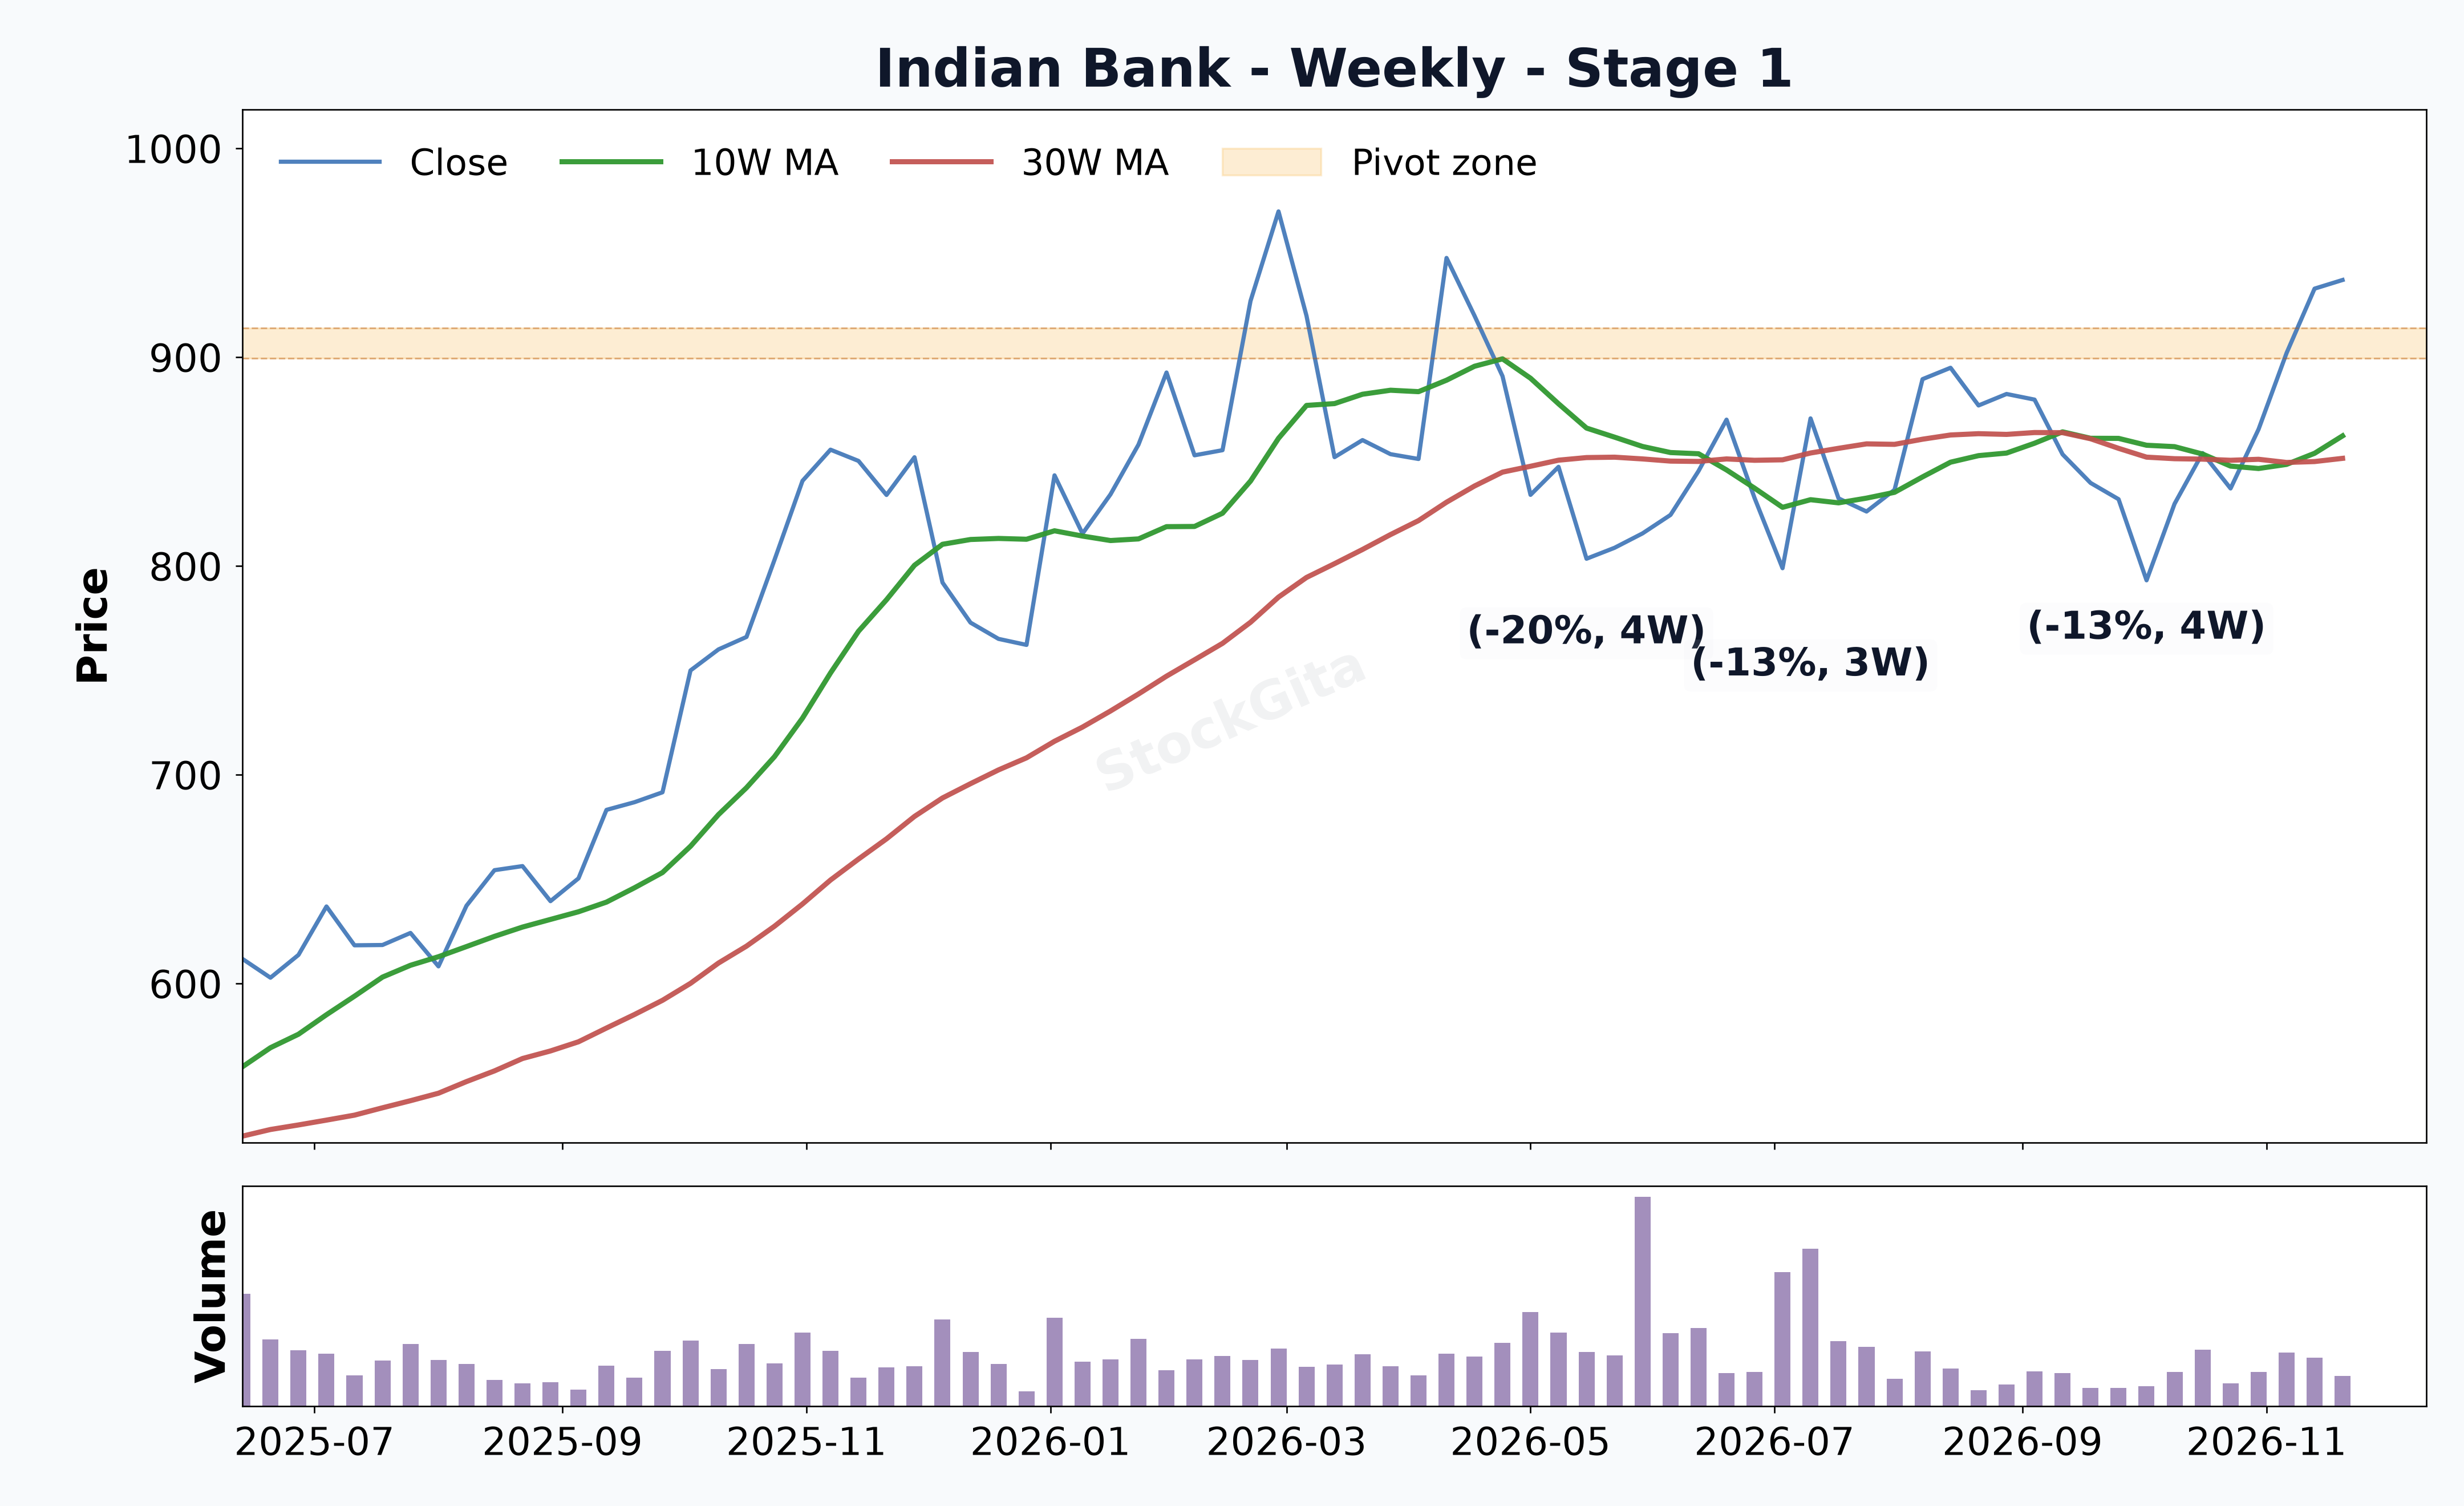 Indian Bank - Weekly - Stage 1
Close 10W MA 30W MA Pivot zone
1000
900
800
700
600
Price
(-20%, 4W)
(-13%, 3W)
(-13%, 4W)
StockGita
Volume
2025-07 2025-09 2025-11 2026-01 2026-03 2026-05 2026-07 2026-09 2026-11